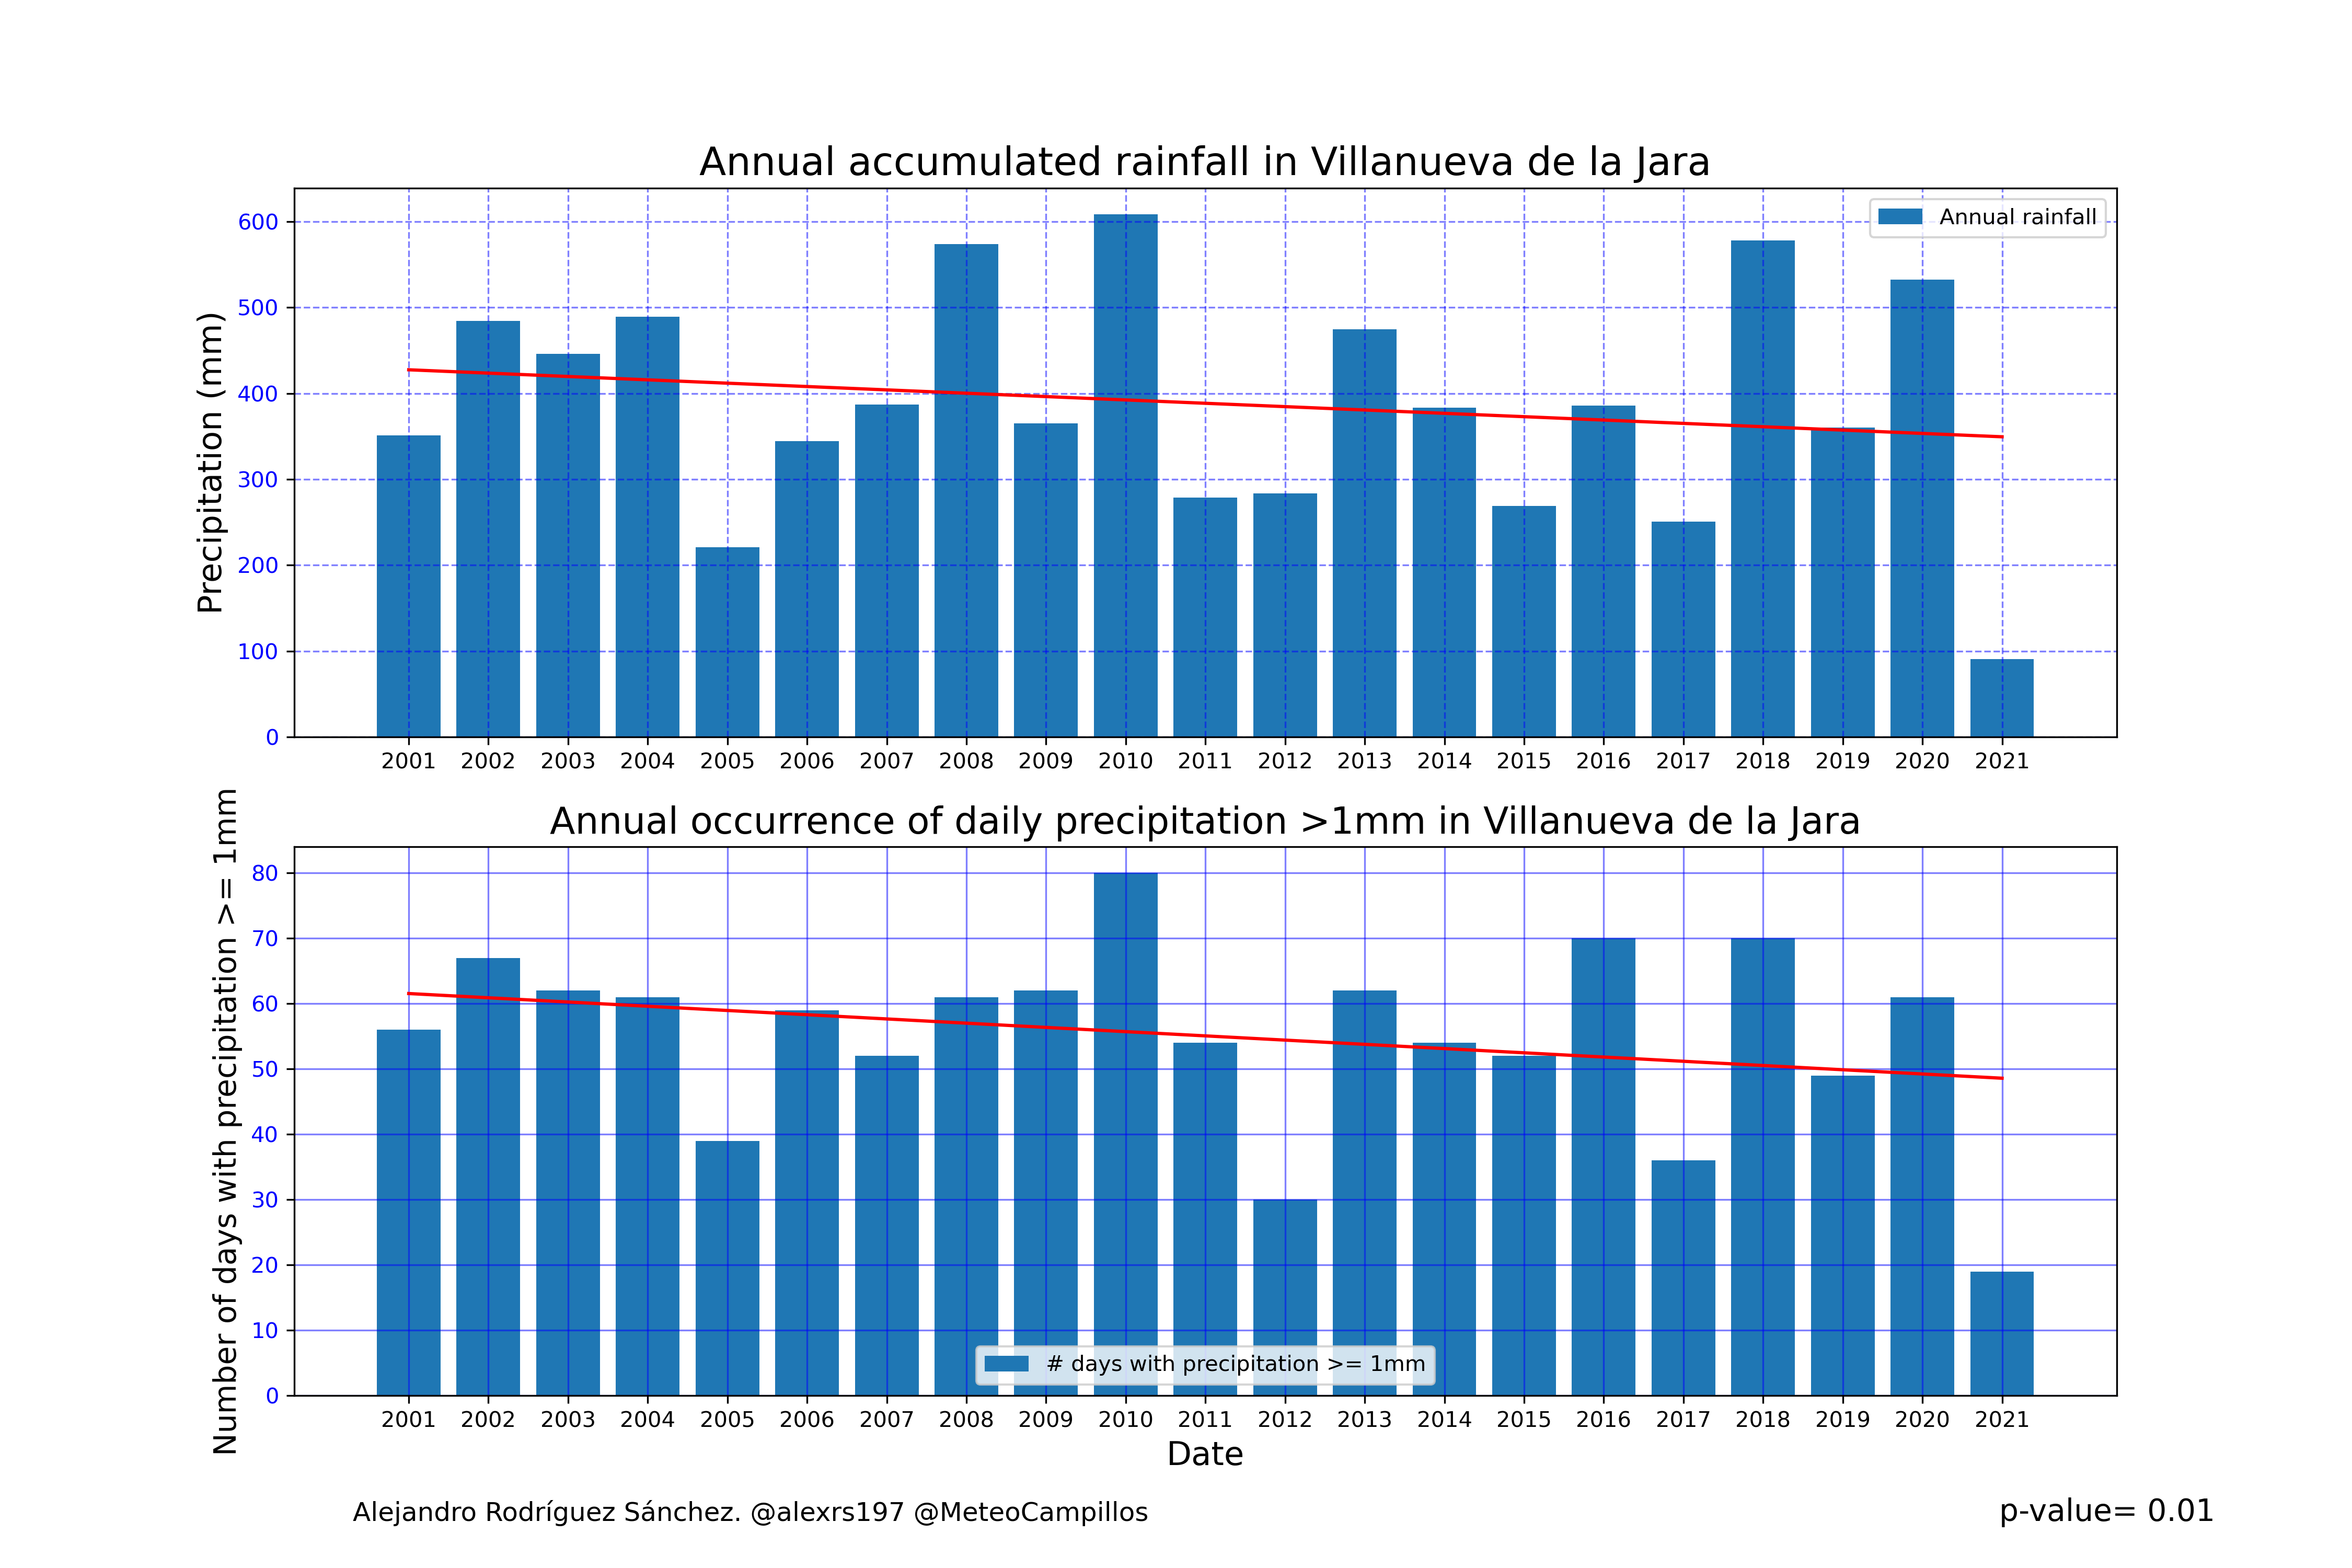 Annual accumulated rainfall in Villanueva de la Jara
Precipitation (mm)
600
500
400
300
200
100
0
Annual rainfall
2001 2002 2003 2004 2005 2006 2007 2008 2009 2010 2011 2012 2013 2014 2015 2016 2017 2018 2019 2020 2021
Annual occurrence of daily precipitation >1mm in Villanueva de la Jara
Number of days with precipitation >= 1mm
80
70
60
50
40
30
20
10
0
# days with precipitation >= 1mm
2001 2002 2003 2004 2005 2006 2007 2008 2009 2010 2011 2012 2013 2014 2015 2016 2017 2018 2019 2020 2021
Date
Alejandro Rodríguez Sánchez. @alexrs197 @MeteoCampillos
p-value= 0.01